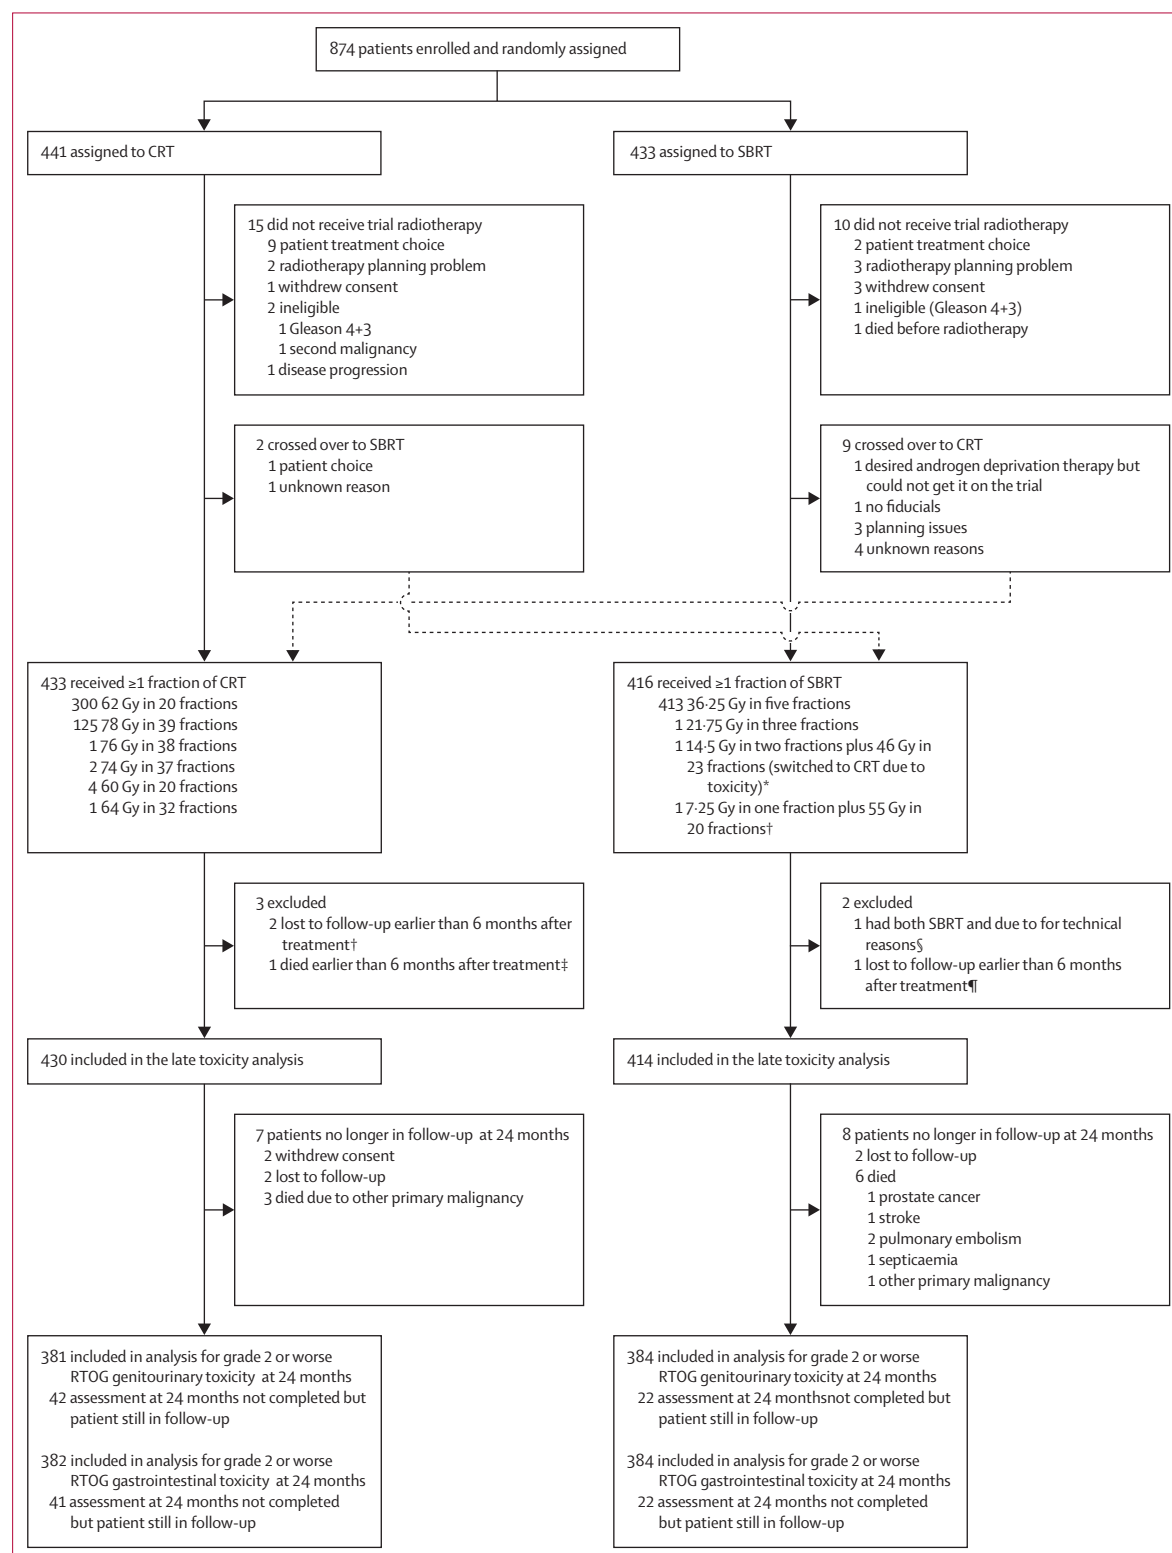 874 patients enrolled and randomly assigned
441 assigned to CRT
433 assigned to SBRT
15 did not receive trial radiotherapy
9 patient treatment choice
2 radiotherapy planning problem
1 withdrew consent
2 ineligible
1 Gleason 4+3
1 second malignancy
1 disease progression
10 did not receive trial radiotherapy
2 patient treatment choice
3 radiotherapy planning problem
3 withdrew consent
1 ineligible (Gleason 4+3)
1 died before radiotherapy
2 crossed over to SBRT
1 patient choice
1 unknown reason
9 crossed over to CRT
1 desired androgen deprivation therapy but
could not get it on the trial
1 no fiducials
3 planning issues
4 unknown reasons
433 received ≥1 fraction of CRT
300 62 Gy in 20 fractions
125 78 Gy in 39 fractions
1 76 Gy in 38 fractions
2 74 Gy in 37 fractions
4 60 Gy in 20 fractions
1 64 Gy in 32 fractions
416 received ≥1 fraction of SBRT
413 36·25 Gy in five fractions
1 21·75 Gy in three fractions
1 14·5 Gy in two fractions plus 46 Gy in
23 fractions (switched to CRT due to
toxicity)*
1 7·25 Gy in one fraction plus 55 Gy in
20 fractions†
3 excluded
2 lost to follow-up earlier than 6 months after
treatment†
1 died earlier than 6 months after treatment‡
2 excluded
1 had both SBRT and due to for technical
reasons§
1 lost to follow-up earlier than 6 months
after treatment¶
430 included in the late toxicity analysis
414 included in the late toxicity analysis
7 patients no longer in follow-up at 24 months
2 withdrew consent
2 lost to follow-up
3 died due to other primary malignancy
8 patients no longer in follow-up at 24 months
2 lost to follow-up
6 died
1 prostate cancer
1 stroke
2 pulmonary embolism
1 septicaemia
1 other primary malignancy
381 included in analysis for grade 2 or worse
RTOG genitourinary toxicity at 24 months
42 assessment at 24 months not completed but
patient still in follow-up
382 included in analysis for grade 2 or worse
RTOG gastrointestinal toxicity at 24 months
41 assessment at 24 months not completed
but patient still in follow-up
384 included in analysis for grade 2 or worse
RTOG genitourinary toxicity at 24 months
22 assessment at 24 monthsnot completed but
patient still in follow-up
384 included in analysis for grade 2 or worse
RTOG gastrointestinal toxicity at 24 months
22 assessment at 24 months not completed
but patient still in follow-up